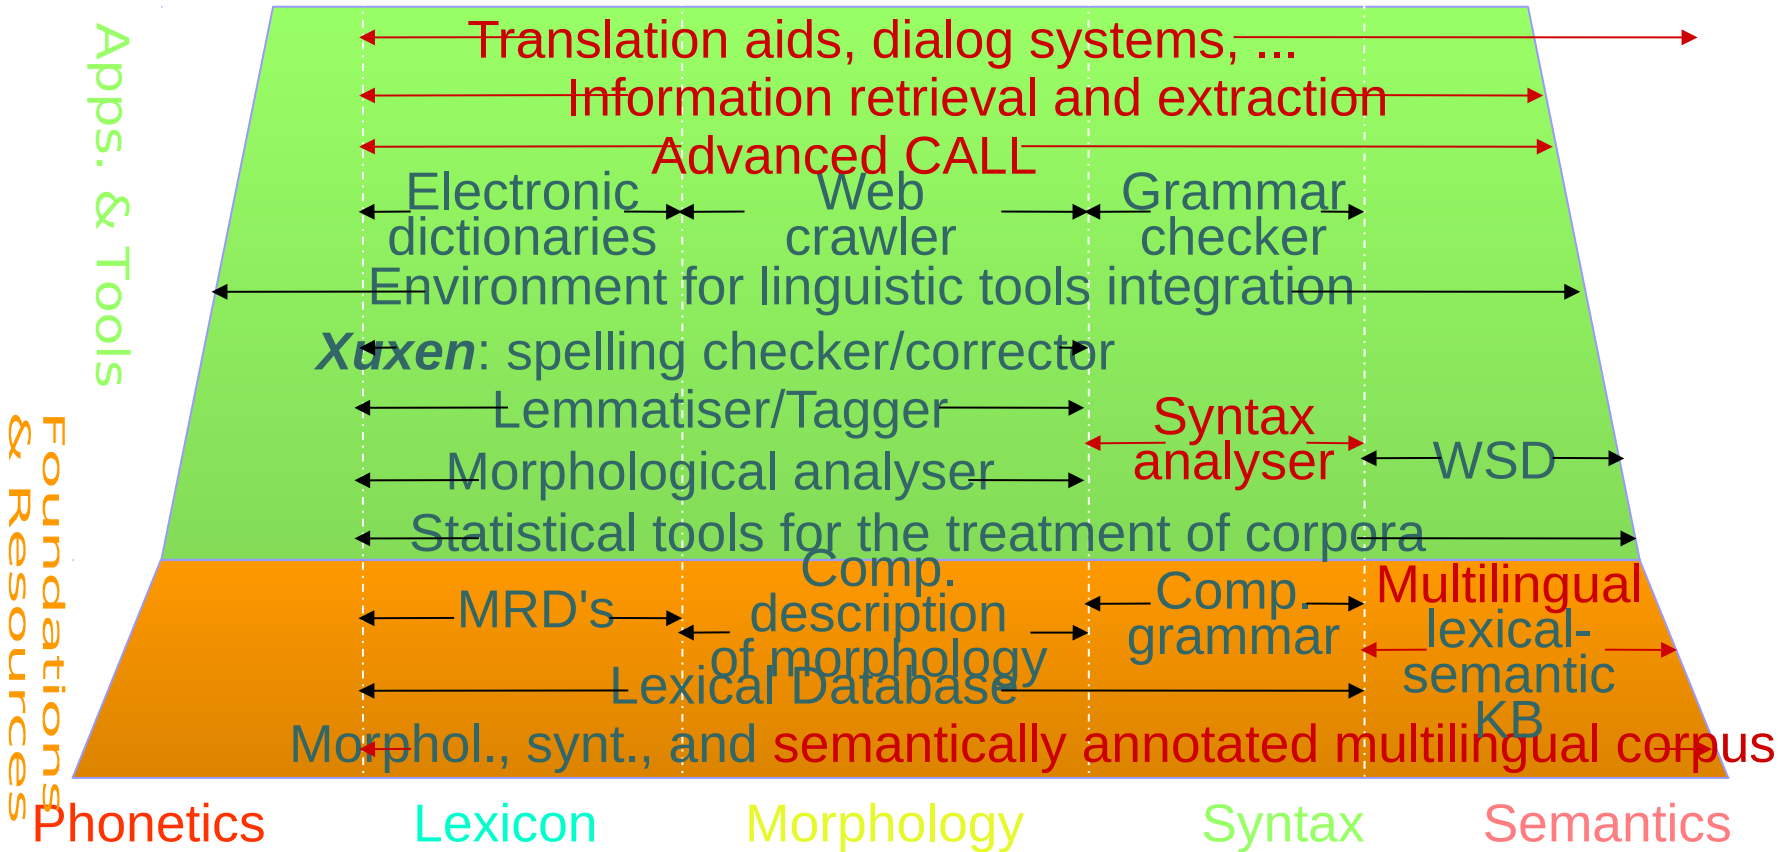 Apps. & Tools
Translation aids, dialog systems, ...
Information retrieval and extraction
Advanced CALL
Electronic
dictionaries
Web
crawler
Grammar
checker
Environment for linguistic tools integration
Xuxen: spelling checker/corrector
Lemmatiser/Tagger
Syntax
analyser
WSD
Morphological analyser
Statistical tools for the treatment of corpora
Foundations
& Resources
MRD's
Comp.
description
of morphology
Comp.
grammar
Multilingual
lexical-
semantic
KB
Lexical Database
Morphol., synt., and semantically annotated multilingual corpus
Phonetics
Lexicon
Morphology
Syntax
Semantics